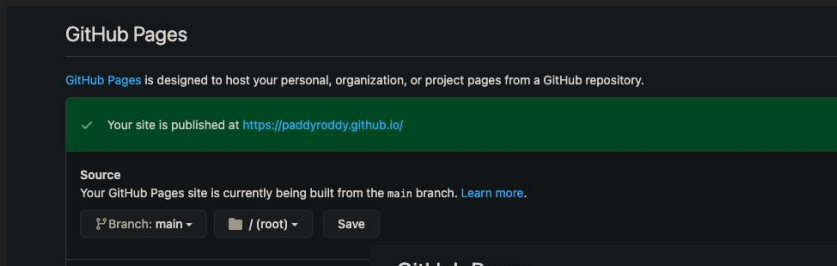 GitHub Pages
GitHub Pages is designed to host your personal, organization, or project pages from a GitHub repository.
Your site is published at https://paddyroddy.github.io/
Source
Your GitHub Pages site is currently being built from the main branch. Learn more.
Branch: main
/ (root)
Save